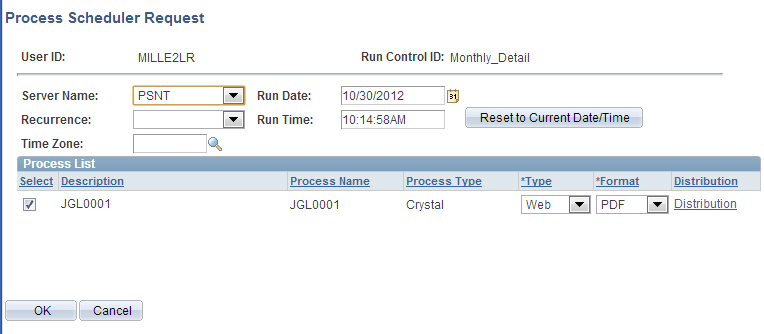 Process Scheduler Request
User ID: MILLE2LR Run Control ID: Monthly_Detail
Server Name: PSNT Run Date: 10/30/2012 31
Recurrence: Run Time: 10:14:58AM Reset to Current Date/Time
Time Zone:
Process List
Select Description Process Name Process Type *Type *Format Distribution
JGL0001 JGL0001 Crystal Web PDF Distribution
OK Cancel